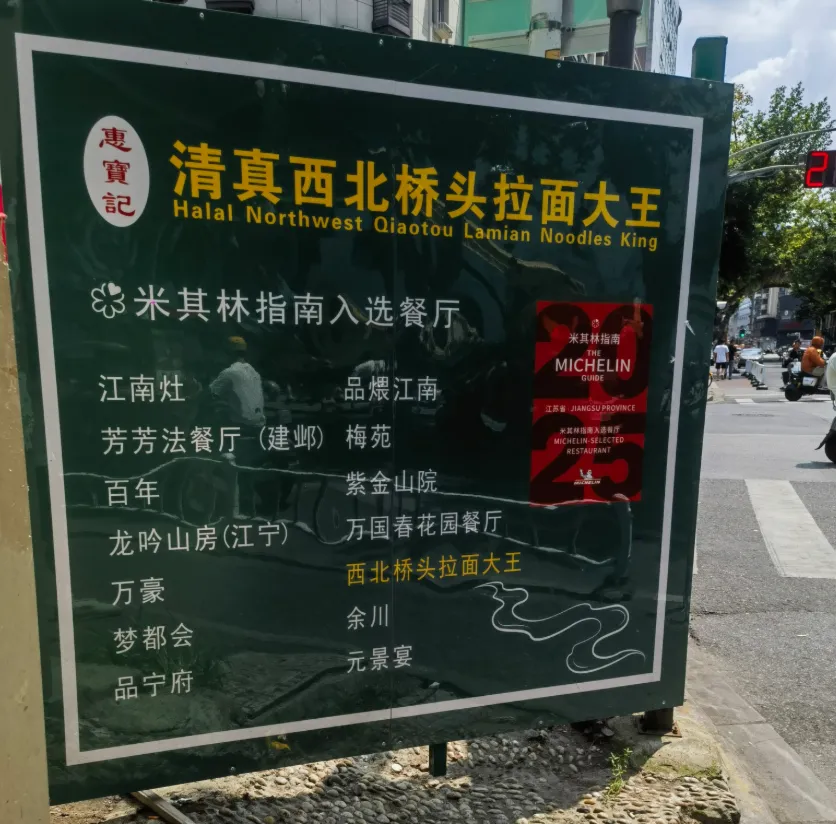 惠寶記
清真西北桥头拉面大王
Halal Northwest Qiaotou Lamian Noodles King
米其林指南入选餐厅
江南灶
芳芳法餐厅 (建邺)
百年
龙吟山房(江宁)
万豪
梦都会
品宁府
品煨江南
梅苑
紫金山院
万国春花园餐厅
西北桥头拉面大王
余川
元景宴
2025
米其林指南
THE
MICHELIN
GUIDE
江苏省 · JIANGSU PROVINCE
米其林指南入选餐厅
MICHELIN-SELECTED
RESTAURANT
MICHELIN
2